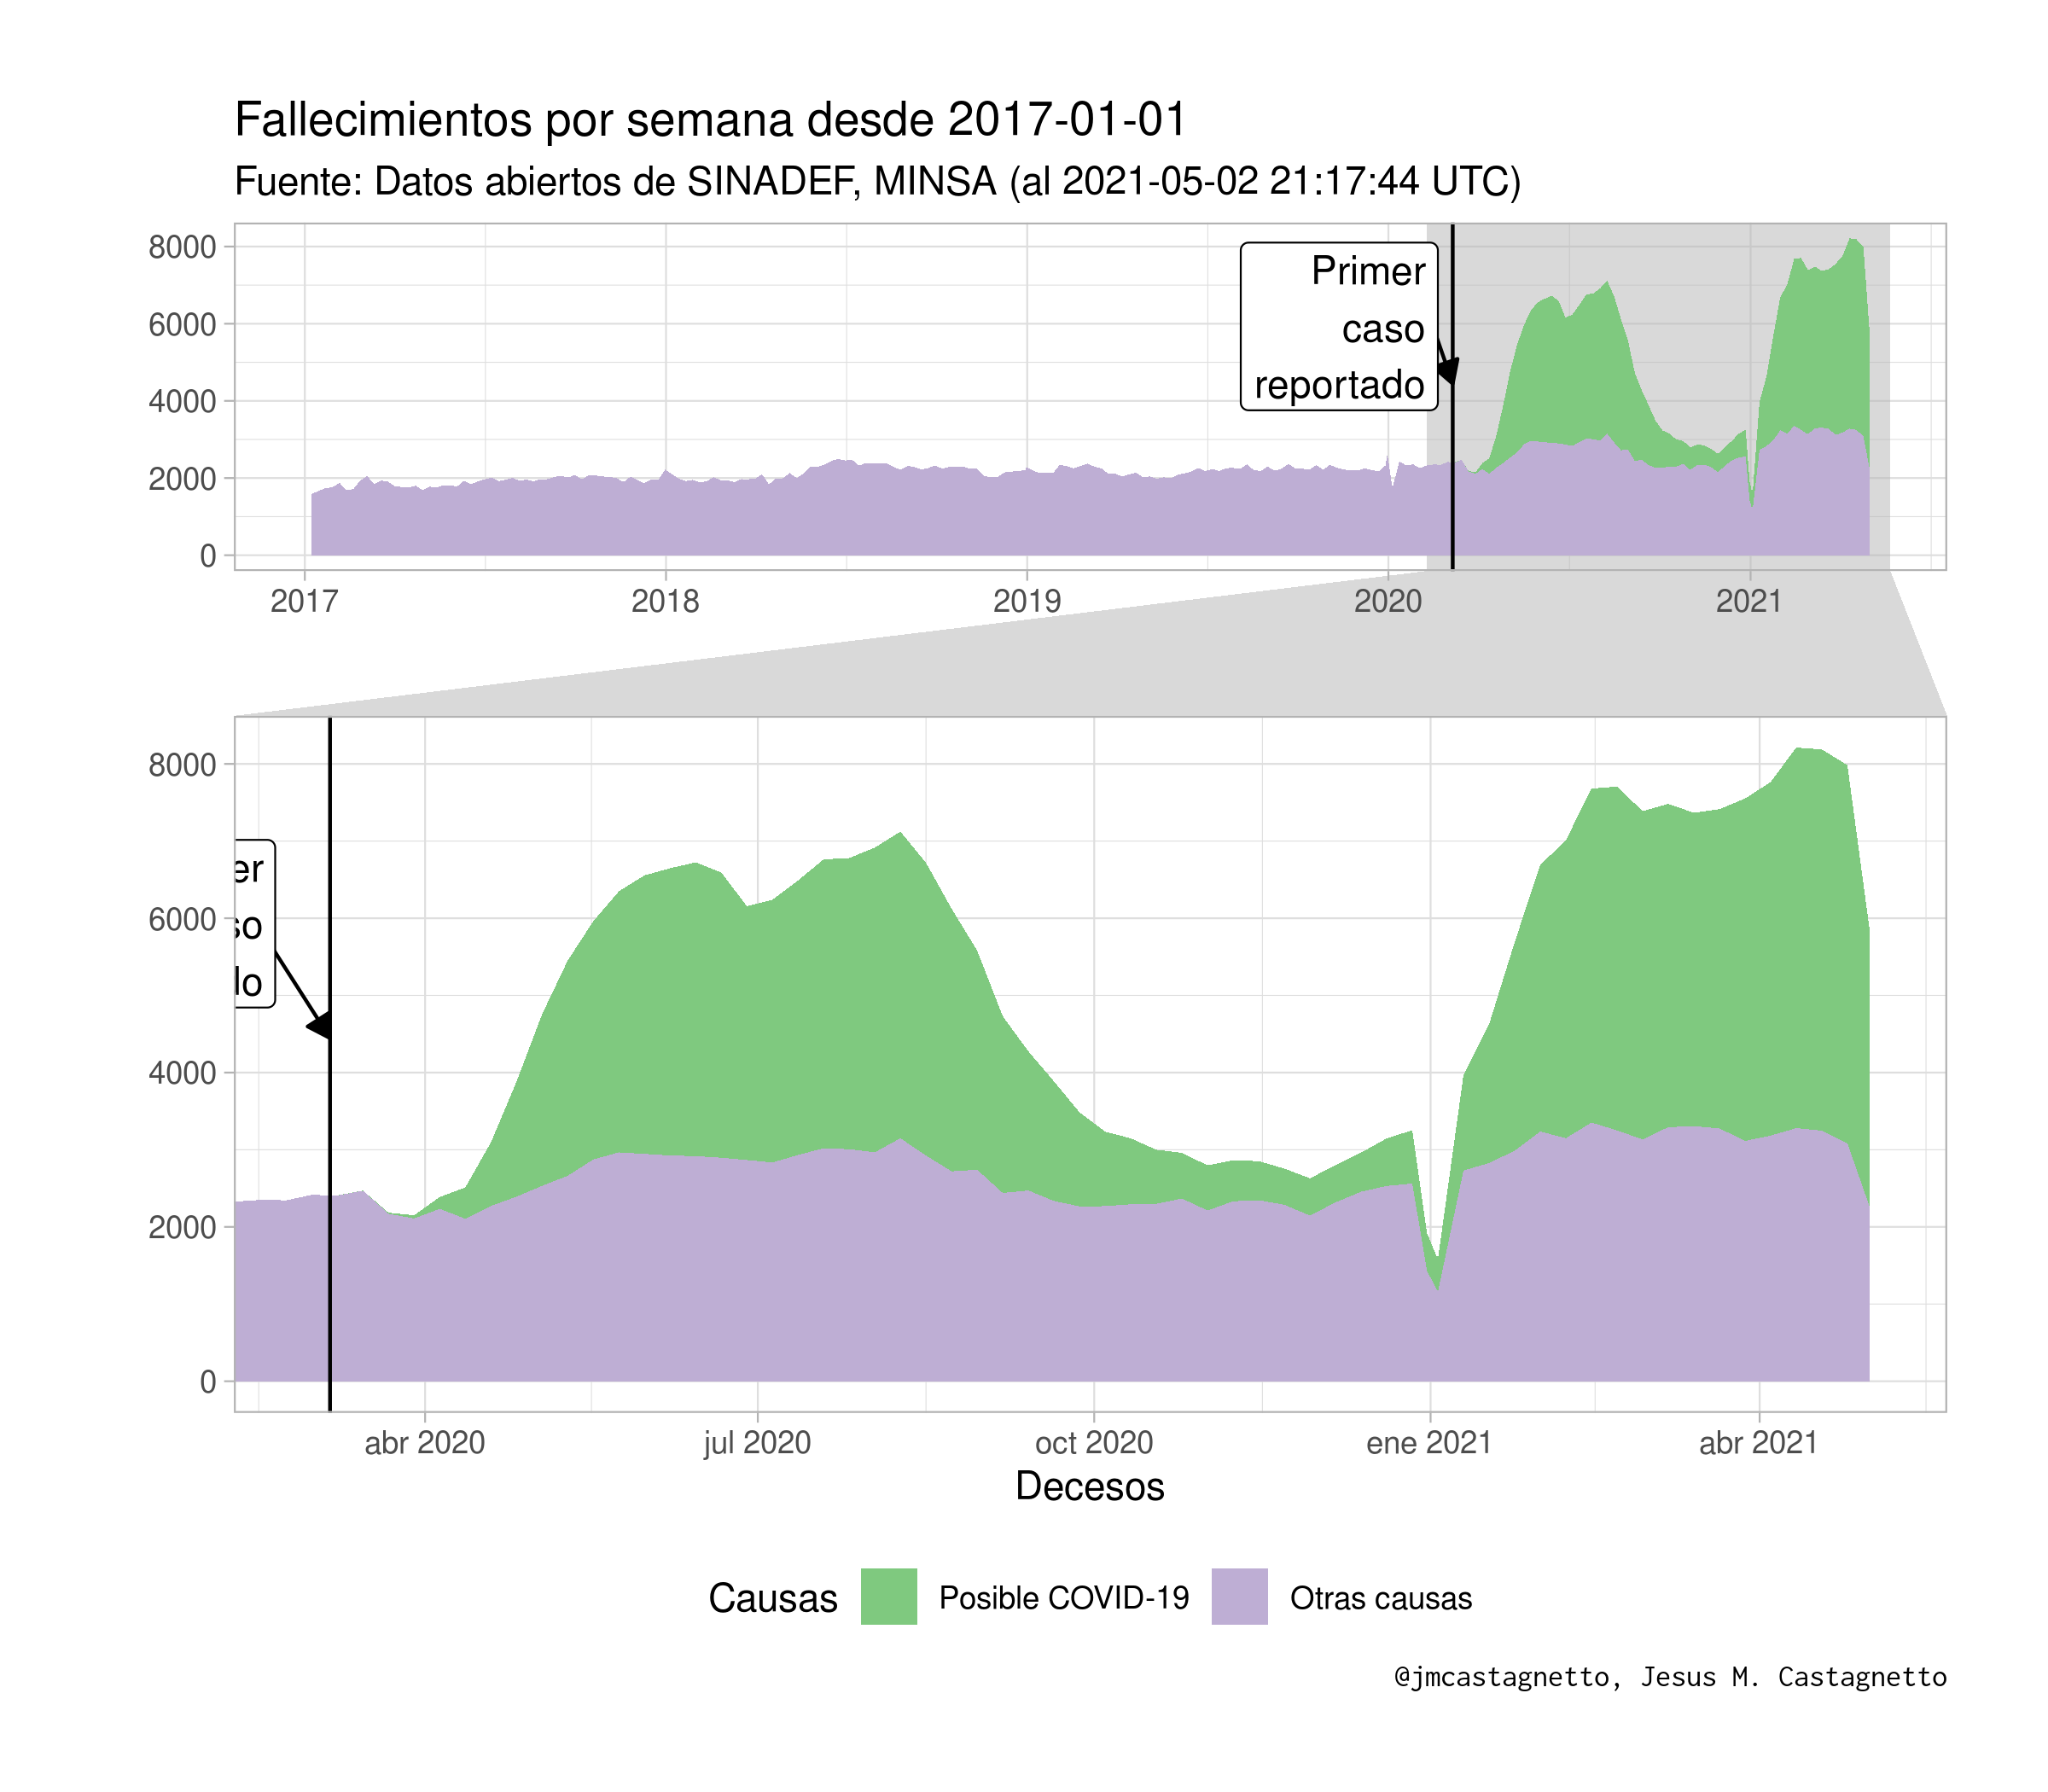 Fallecimientos por semana desde 2017-01-01
Fuente: Datos abiertos de SINADEF, MINSA (al 2021-05-02 21:17:44 UTC)
8000
6000
4000
2000
0
Primer
caso
reportado
2017
2018
2019
2020
2021
8000
6000
4000
2000
0
er
so
do
abr 2020
jul 2020
oct 2020
ene 2021
abr 2021
Decesos
Causas
Posible COVID-19
Otras causas
@jmcastagnetto, Jesus M. Castagnetto